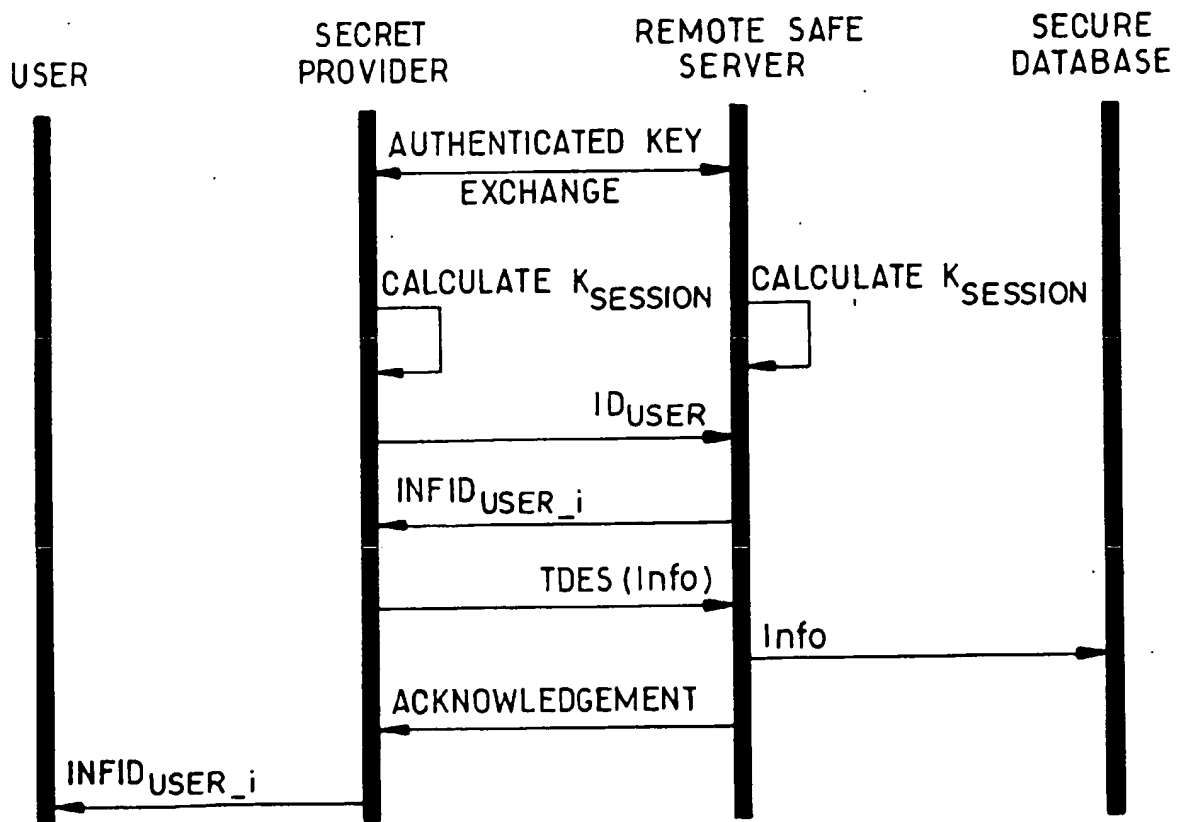 USER
SECRET
PROVIDER
REMOTE SAFE
SERVER
SECURE
DATABASE
AUTHENTICATED KEY
EXCHANGE
CALCULATE KSESSION
CALCULATE KSESSION
IDUSER
INFIDUSER_i
TDES (Info)
Info
ACKNOWLEDGEMENT
INFIDUSER_i